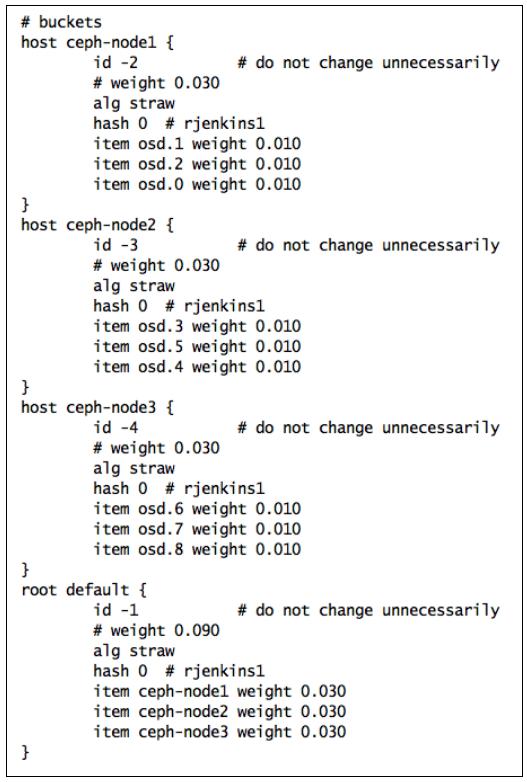 # buckets
host ceph-node1 {
        id -2           # do not change unnecessarily
        # weight 0.030
        alg straw
        hash 0  # rjenkins1
        item osd.1 weight 0.010
        item osd.2 weight 0.010
        item osd.0 weight 0.010
}
host ceph-node2 {
        id -3           # do not change unnecessarily
        # weight 0.030
        alg straw
        hash 0  # rjenkins1
        item osd.3 weight 0.010
        item osd.5 weight 0.010
        item osd.4 weight 0.010
}
host ceph-node3 {
        id -4           # do not change unnecessarily
        # weight 0.030
        alg straw
        hash 0  # rjenkins1
        item osd.6 weight 0.010
        item osd.7 weight 0.010
        item osd.8 weight 0.010
}
root default {
        id -1           # do not change unnecessarily
        # weight 0.090
        alg straw
        hash 0  # rjenkins1
        item ceph-node1 weight 0.030
        item ceph-node2 weight 0.030
        item ceph-node3 weight 0.030
}